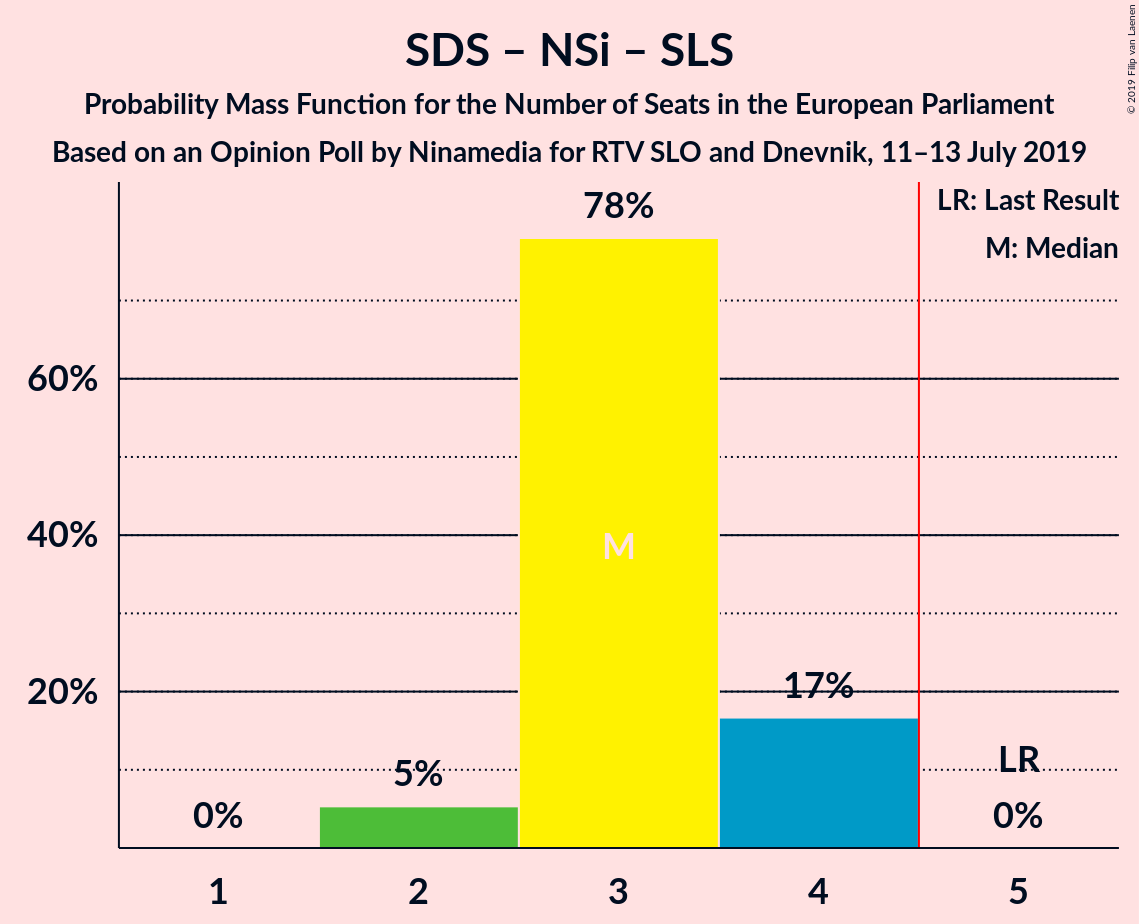 SDS – NSi – SLS
Probability Mass Function for the Number of Seats in the European Parliament
Based on an Opinion Poll by Ninamedia for RTV SLO and Dnevnik, 11–13 July 2019
© 2019 Filip van Laenen
LR: Last Result
M: Median
78%
60%
40%
M
20%
17%
5%
LR
0%
0%
1 2 3 4 5